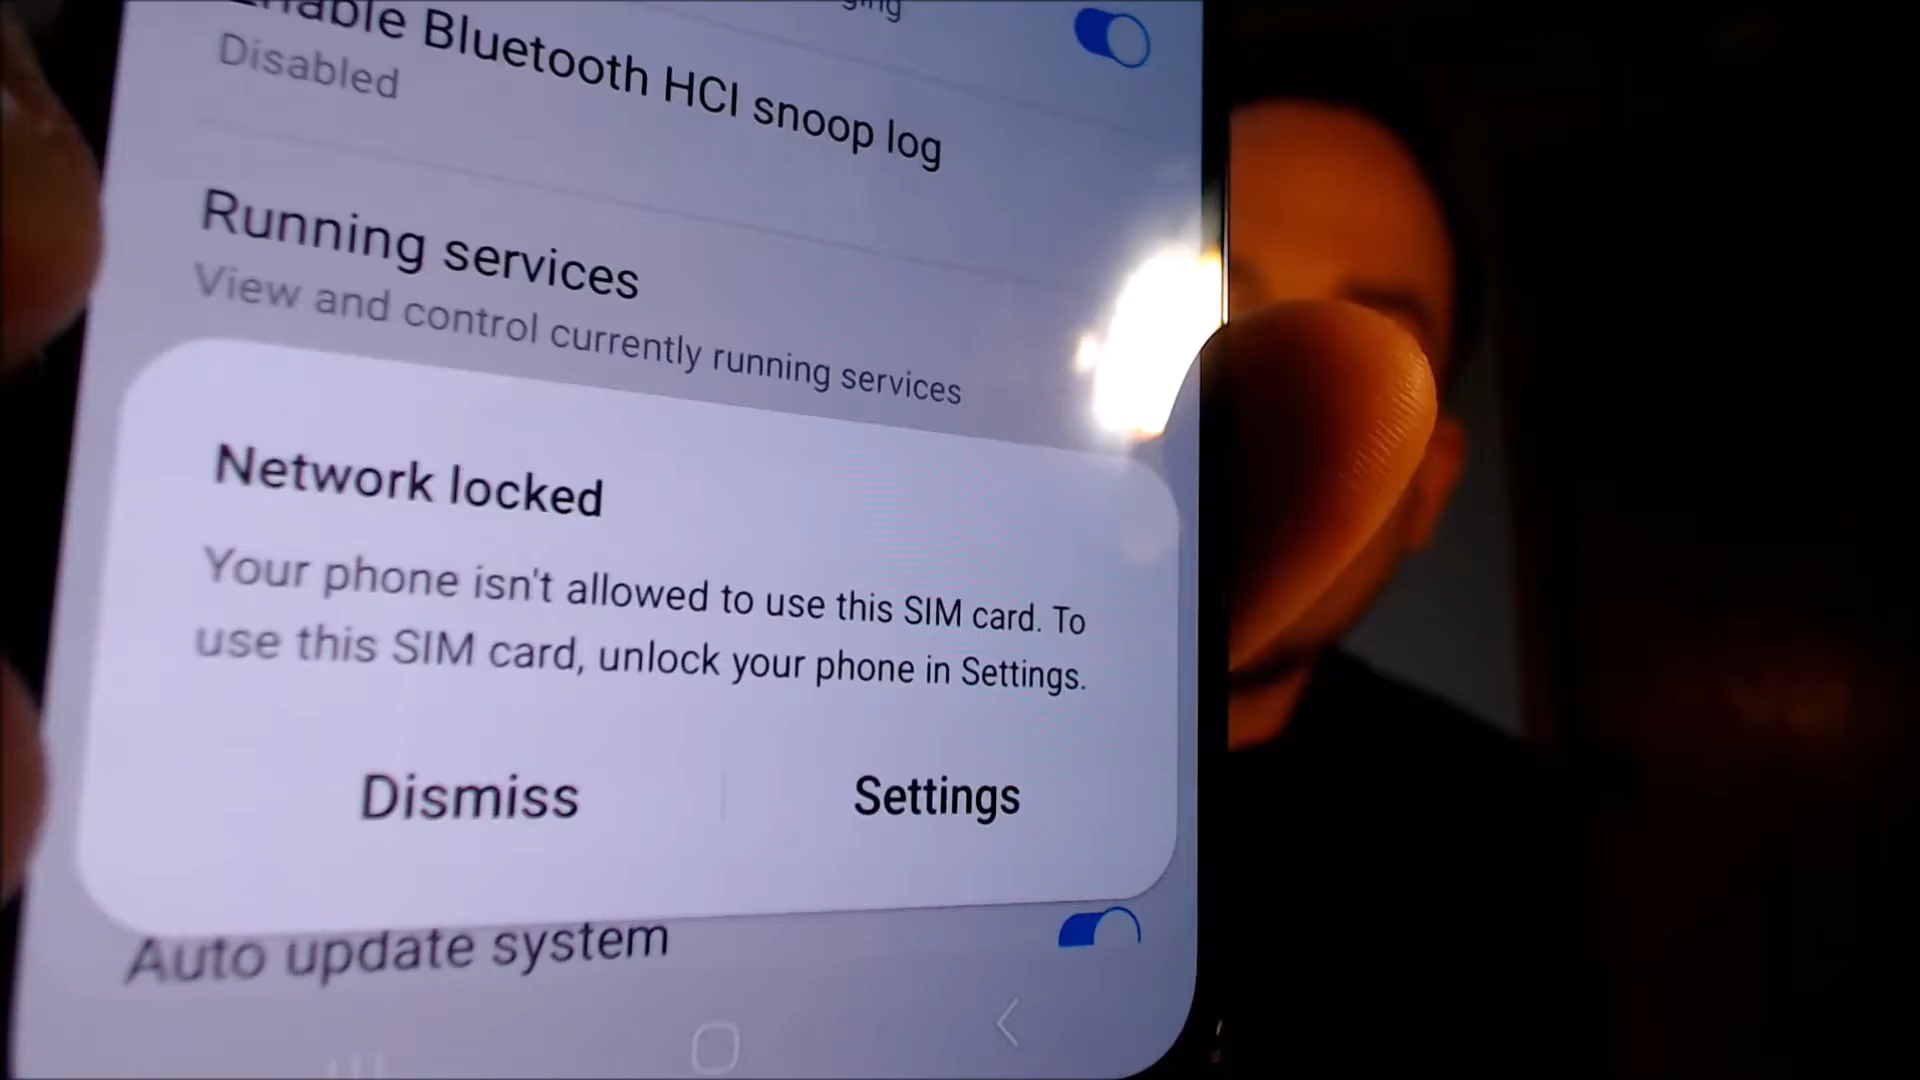 Enable Bluetooth HCI snoop log
Disabled
Running services
View and control currently running services
Network locked
Your phone isn't allowed to use this SIM card. To
use this SIM card, unlock your phone in Settings.
Dismiss
Settings
Auto update system